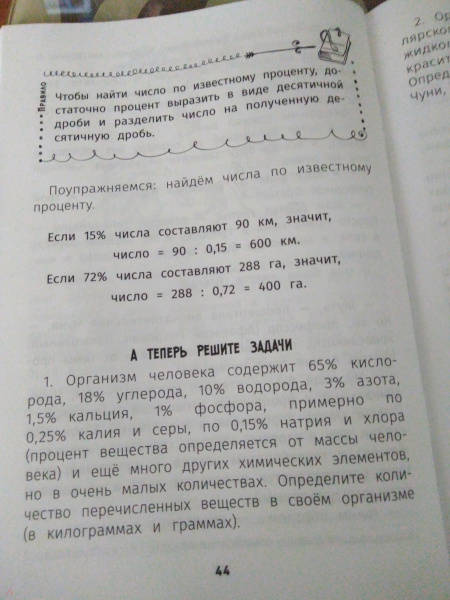 Правило
Чтобы найти число по известному проценту, до-
статочно процент выразить в виде десятичной
дроби и разделить число на полученную де-
сятичную дробь.
Поупражняемся: найдём числа по известному
проценту.
Если 15% числа составляют 90 км, значит,
число = 90 : 0,15 = 600 км.
Если 72% числа составляют 288 га, значит,
число = 288 : 0,72 = 400 га.
А ТЕПЕРЬ РЕШИТЕ ЗАДАЧИ
1. Организм человека содержит 65% кисло-
рода, 18% углерода, 10% водорода, 3% азота,
1,5% кальция, 1% фосфора, примерно по
0,25% калия и серы, по 0,15% натрия и хлора
(процент вещества определяется от массы чело-
века) и ещё много других химических элементов,
но в очень малых количествах. Определите коли-
чество перечисленных веществ в своём организме
(в килограммах и граммах).
44
2. Ор
лярском
жидком
красит
Опред
чуни,